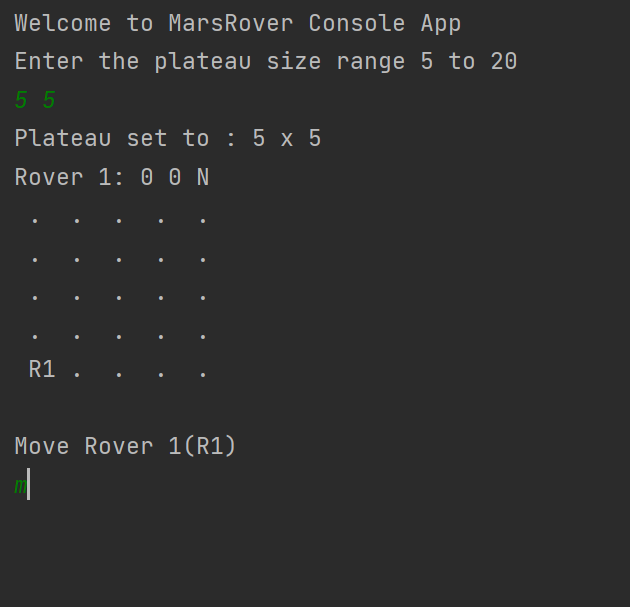 Welcome to MarsRover Console App
Enter the plateau size range 5 to 20
5 5
Plateau set to : 5 x 5
Rover 1: 0 0 N
. . . . .
. . . . .
. . . . .
. . . . .
R1 . . . .
Move Rover 1(R1)
m